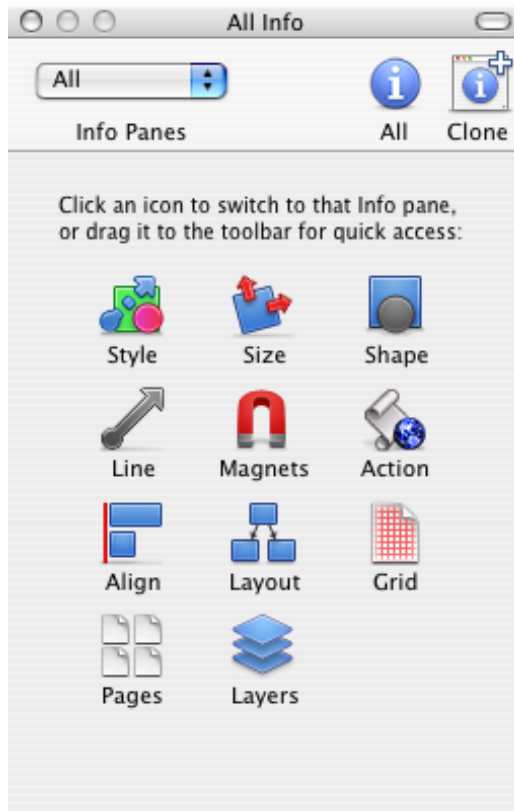 All Info
All
Info Panes
All
Clone
Click an icon to switch to that Info pane,
or drag it to the toolbar for quick access:
Style
Size
Shape
Line
Magnets
Action
Align
Layout
Grid
Pages
Layers